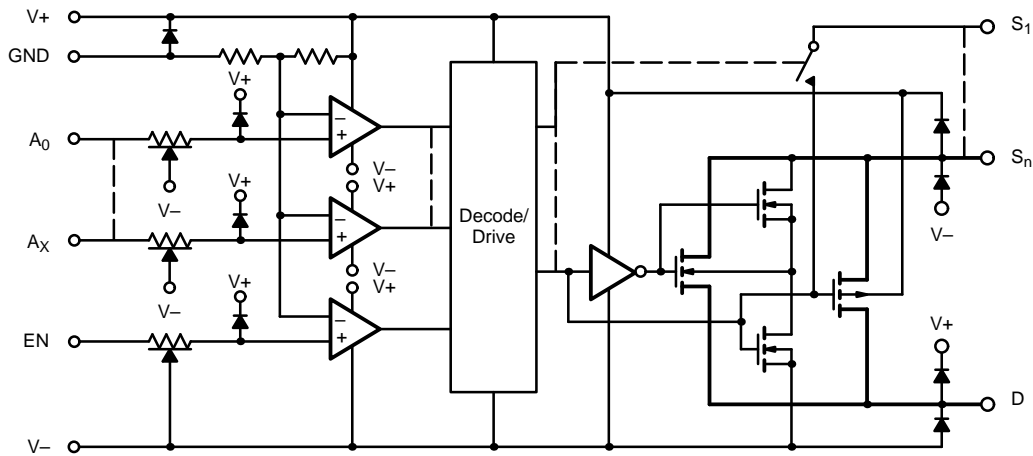 V+
S1
GND
V+
A0
Sn
V–
V–
V+
V+
Decode/
Drive
AX
V–
V–
V+
V+
V–
EN
V+
D
V–